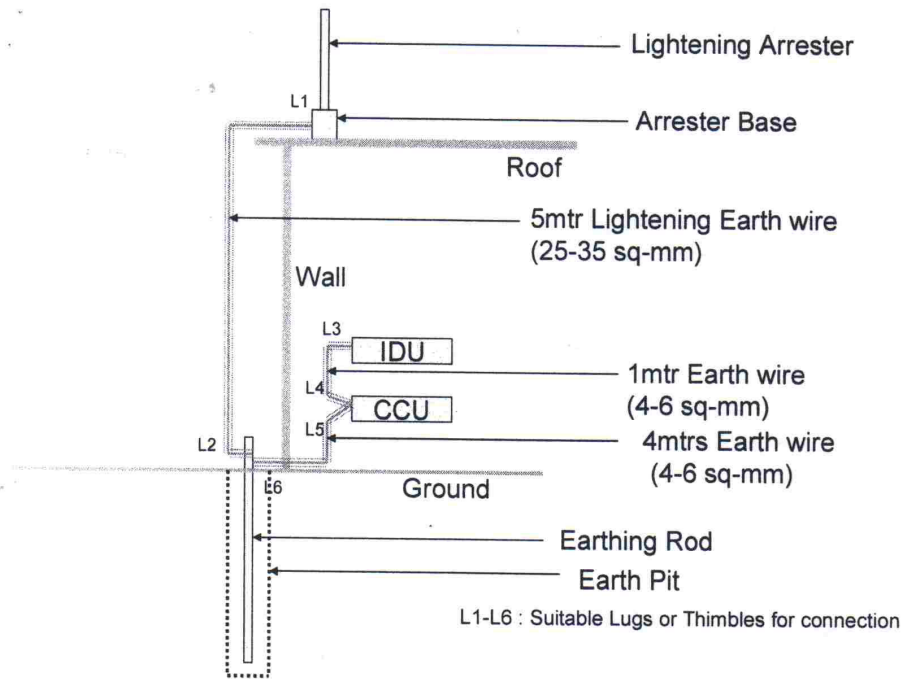 Lightening Arrester
L1
Arrester Base
Roof
5mtr Lightening Earth wire
(25-35 sq-mm)
Wall
L3
IDU
1mtr Earth wire
(4-6 sq-mm)
L4
CCU
L5
4mtrs Earth wire
(4-6 sq-mm)
L2
L6
Ground
Earthing Rod
Earth Pit
L1-L6 : Suitable Lugs or Thimbles for connection